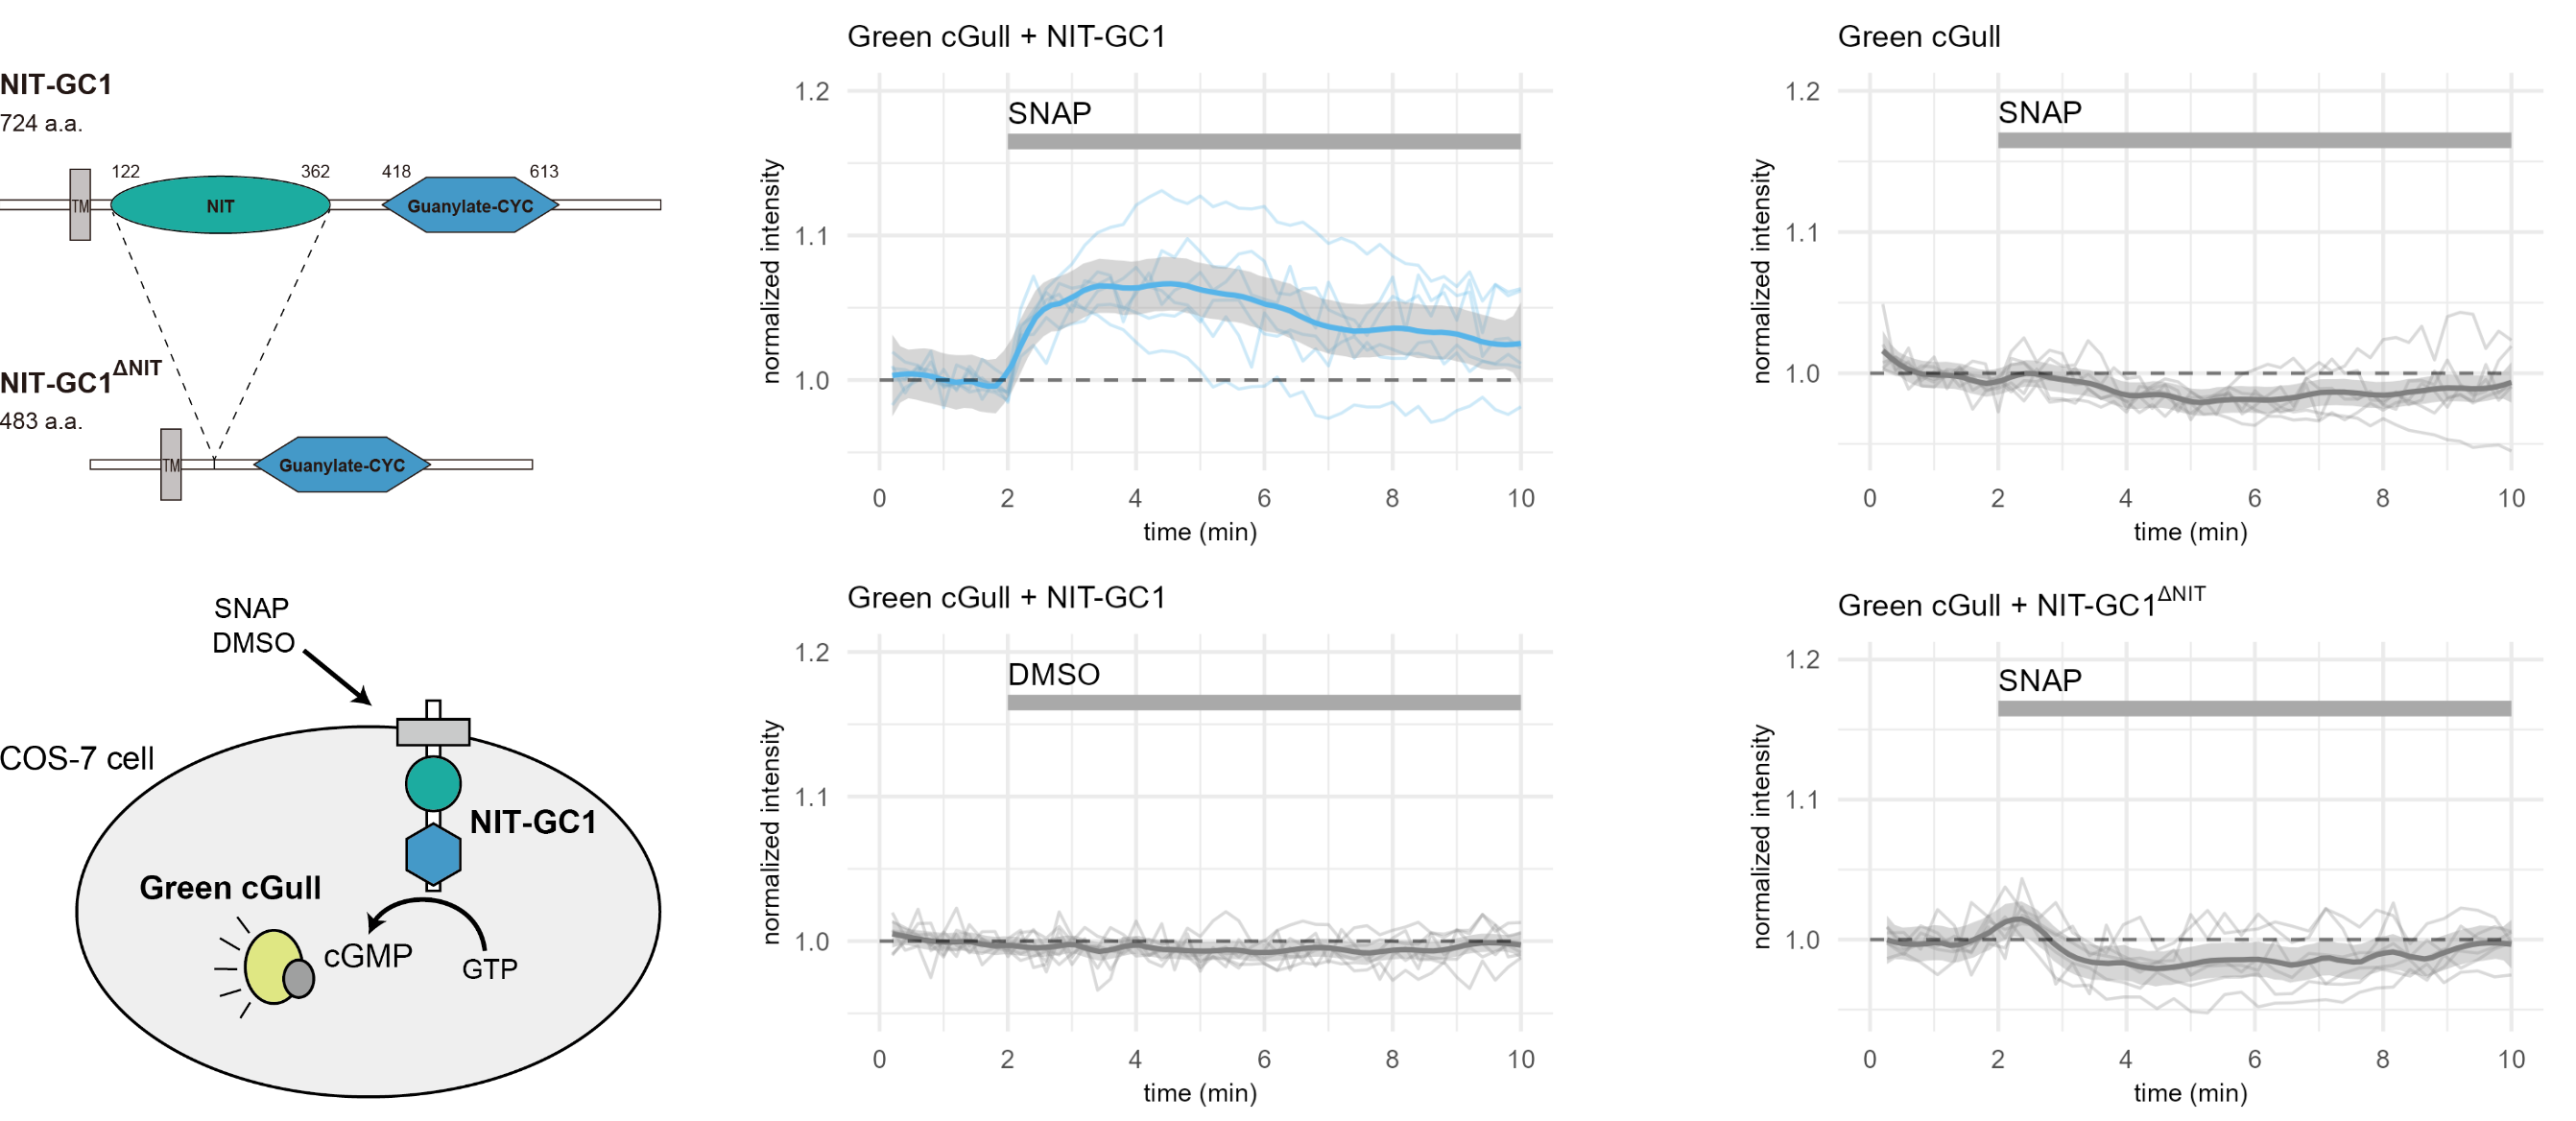 NIT-GC1
724 a.a.
122 362 418 613
TM NIT Guanylate-CYC
NIT-GC1ΔNIT
483 a.a.
TM Guanylate-CYC
SNAP
DMSO
COS-7 cell
NIT-GC1
Green cGull
cGMP
GTP
Green cGull + NIT-GC1
1.2
SNAP
1.1
1.0
normalized intensity
0 2 4 6 8 10
time (min)
Green cGull
1.2
SNAP
1.1
1.0
normalized intensity
0 2 4 6 8 10
time (min)
Green cGull + NIT-GC1
1.2
DMSO
1.1
1.0
normalized intensity
0 2 4 6 8 10
time (min)
Green cGull + NIT-GC1ΔNIT
1.2
SNAP
1.1
1.0
normalized intensity
0 2 4 6 8 10
time (min)